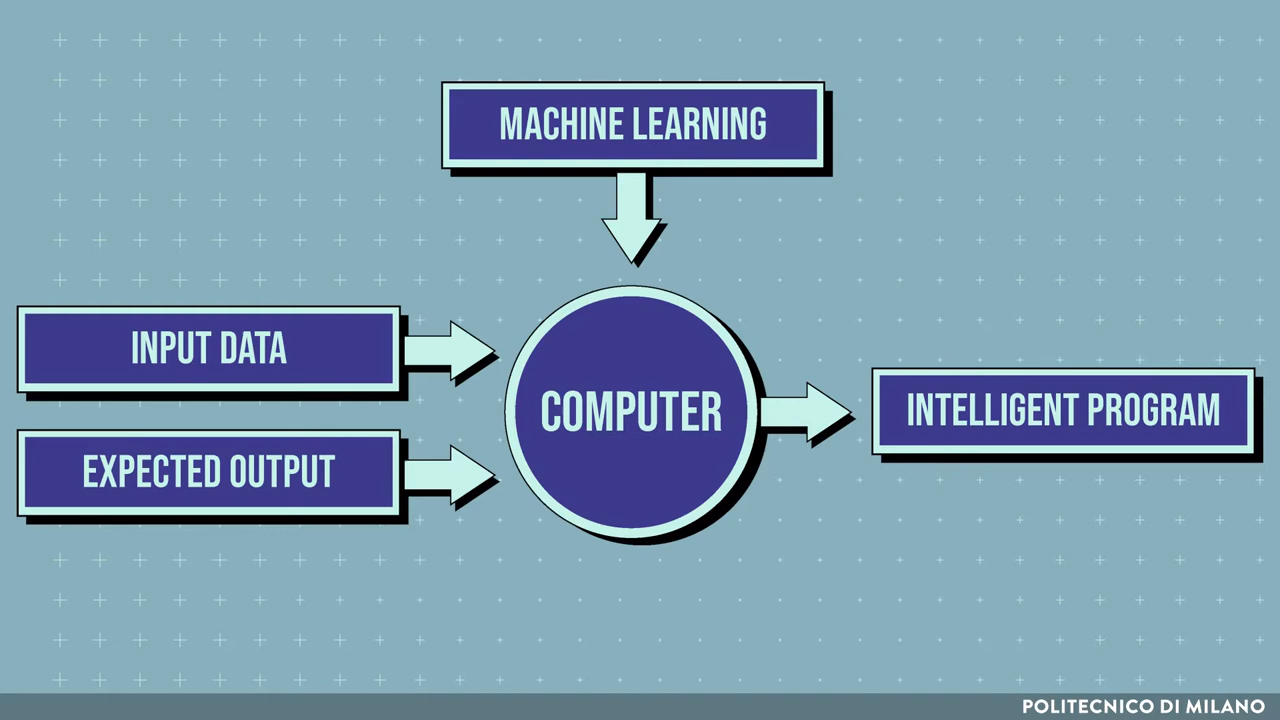 MACHINE LEARNING
INPUT DATA
EXPECTED OUTPUT
COMPUTER
INTELLIGENT PROGRAM
POLITECNICO DI MILANO